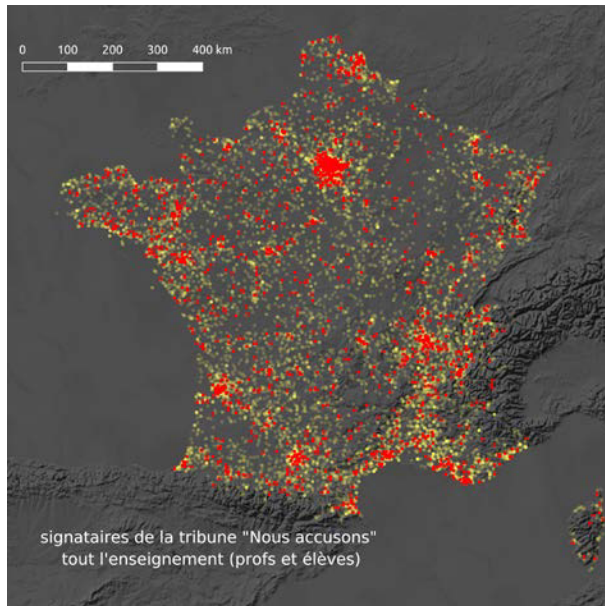 0 100 200 300 400 km
signataires de la tribune "Nous accusons"
tout l'enseignement (profs et élèves)